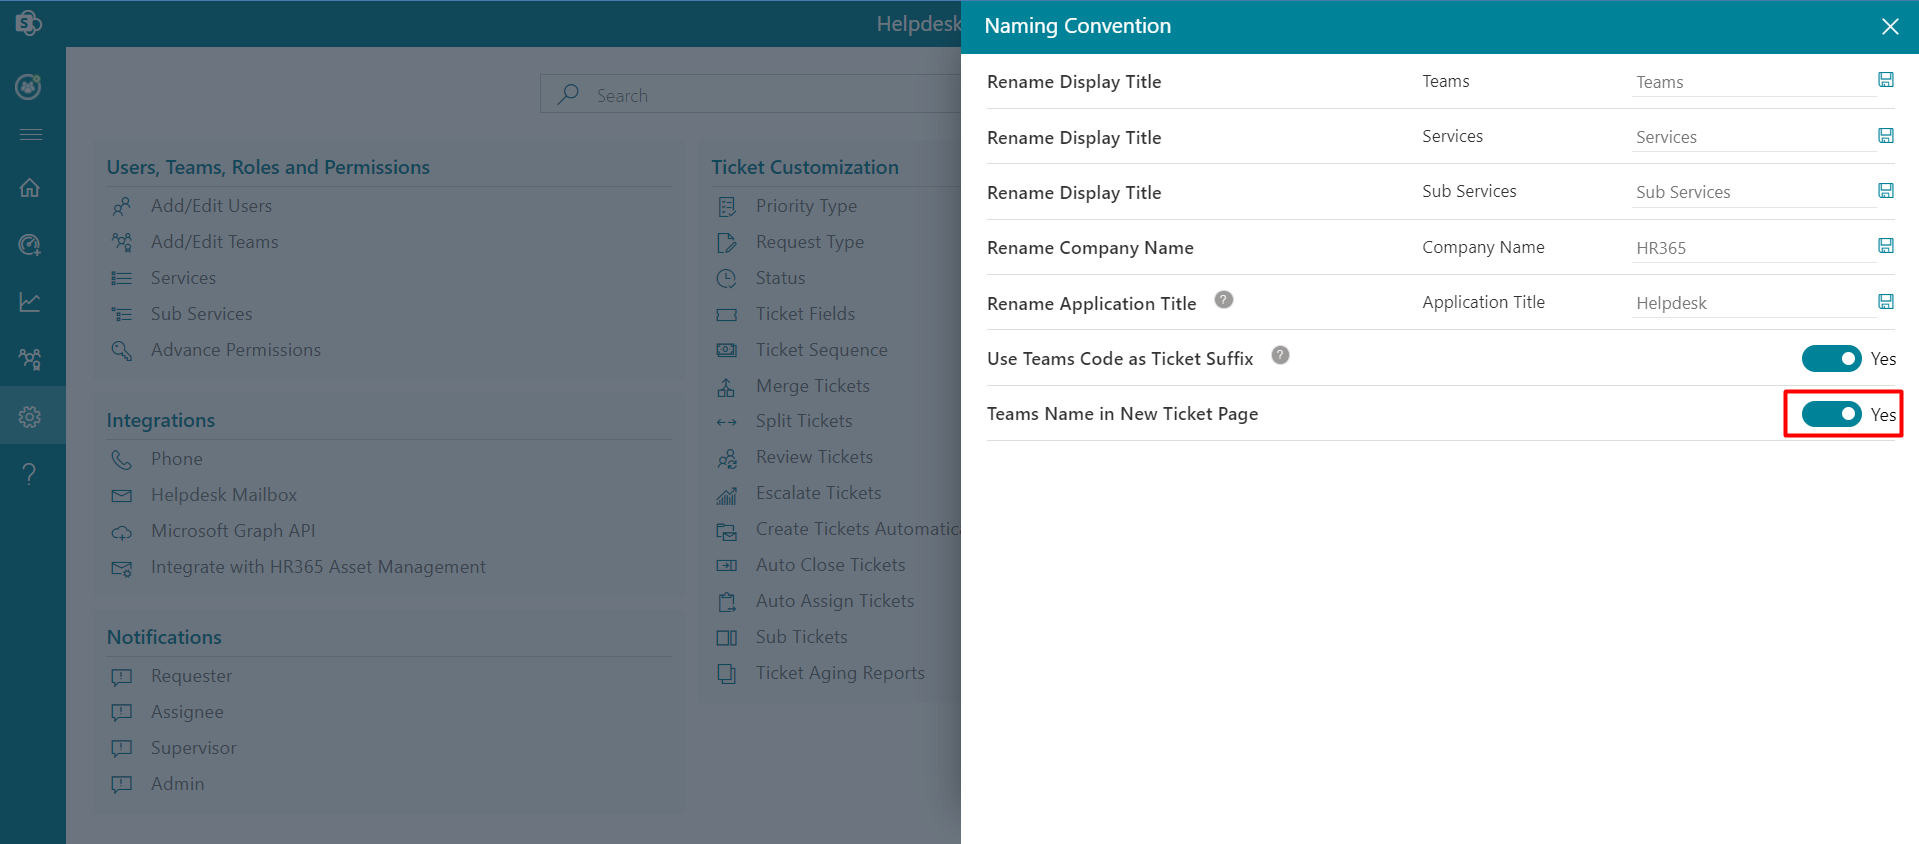 Helpdesk
Search
Users, Teams, Roles and Permissions
Add/Edit Users
Add/Edit Teams
Services
Sub Services
Advance Permissions
Integrations
Phone
Helpdesk Mailbox
Microsoft Graph API
Integrate with HR365 Asset Management
Notifications
Requester
Assignee
Supervisor
Admin
Ticket Customization
Priority Type
Request Type
Status
Ticket Fields
Ticket Sequence
Merge Tickets
Split Tickets
Review Tickets
Escalate Tickets
Create Tickets Automatica
Auto Close Tickets
Auto Assign Tickets
Sub Tickets
Ticket Aging Reports
Naming Convention
Rename Display Title Teams Teams
Rename Display Title Services Services
Rename Display Title Sub Services Sub Services
Rename Company Name Company Name HR365
Rename Application Title ? Application Title Helpdesk
Use Teams Code as Ticket Suffix ? Yes
Teams Name in New Ticket Page Yes